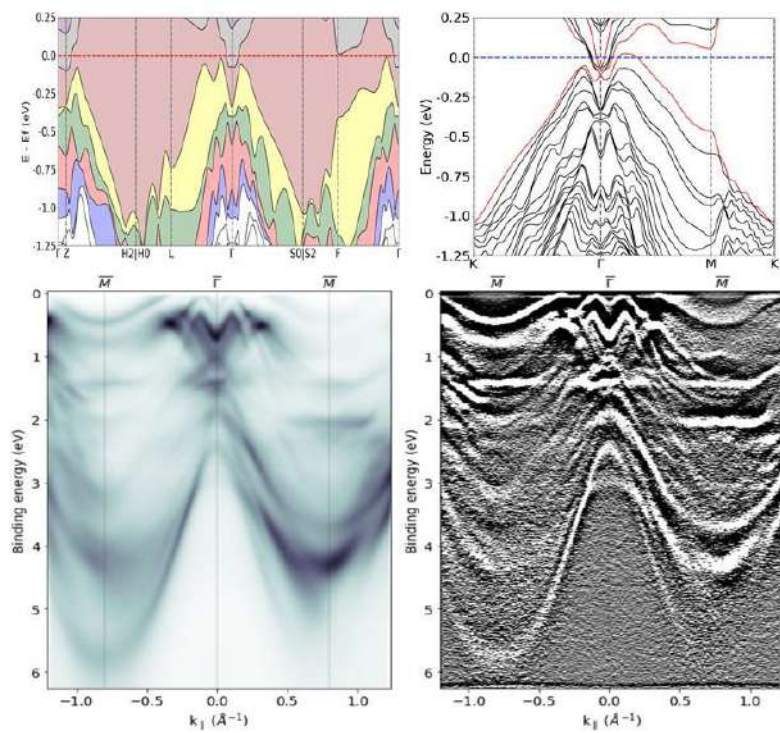 0.25
0.0
-0.25
-0.5
-0.75
-1.0
-1.25
E - Ef (eV)
Γ Z H2|H0 L Γ S0|S2 F Γ
0.25
0.0
-0.25
-0.50
-0.75
-1.00
-1.25
Energy (eV)
K Γ M K
M Γ M
0
1
2
3
4
5
6
Binding energy (eV)
−1.0 −0.5 0.0 0.5 1.0
k∥ (Å⁻¹)
M Γ M
0
1
2
3
4
5
6
Binding energy (eV)
−1.0 −0.5 0.0 0.5 1.0
k∥ (Å⁻¹)